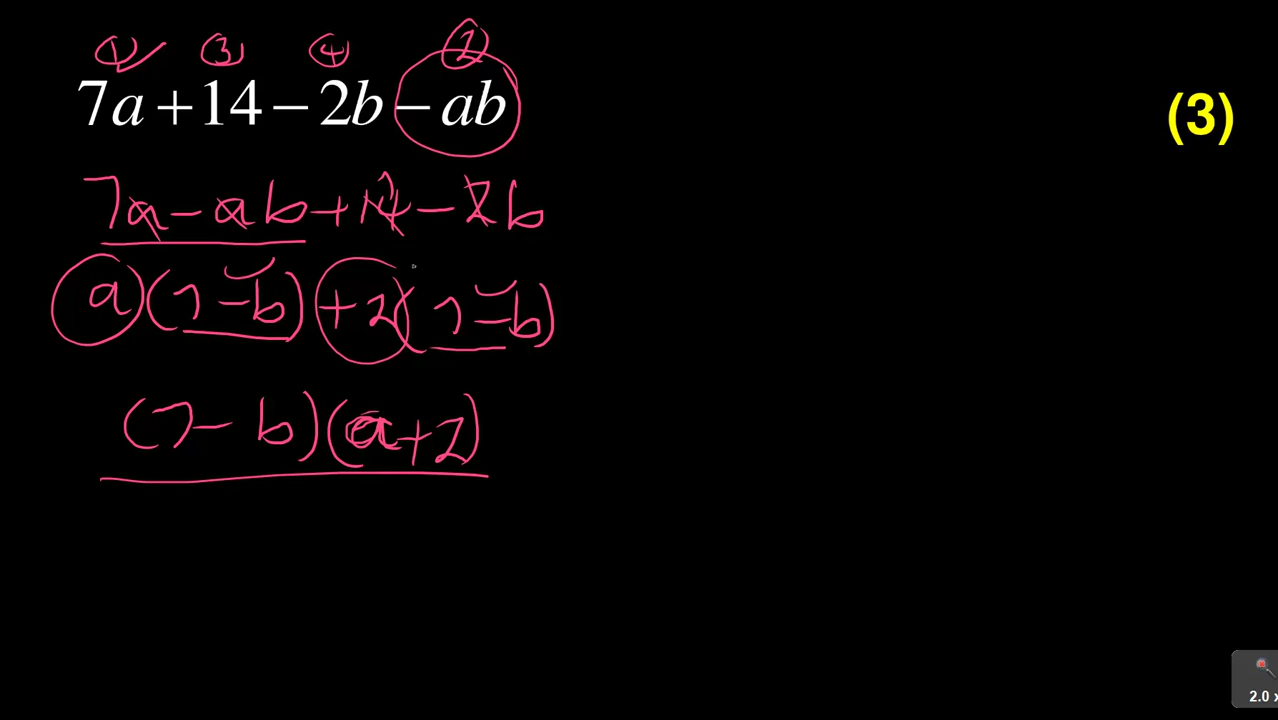 ① ③ ④ ②
7a + 14 − 2b − ab
(3)
7a − ab + 14 − 2b
a(7 − b) + 2(7 − b)
(7 − b)(a + 2)
2.0 x